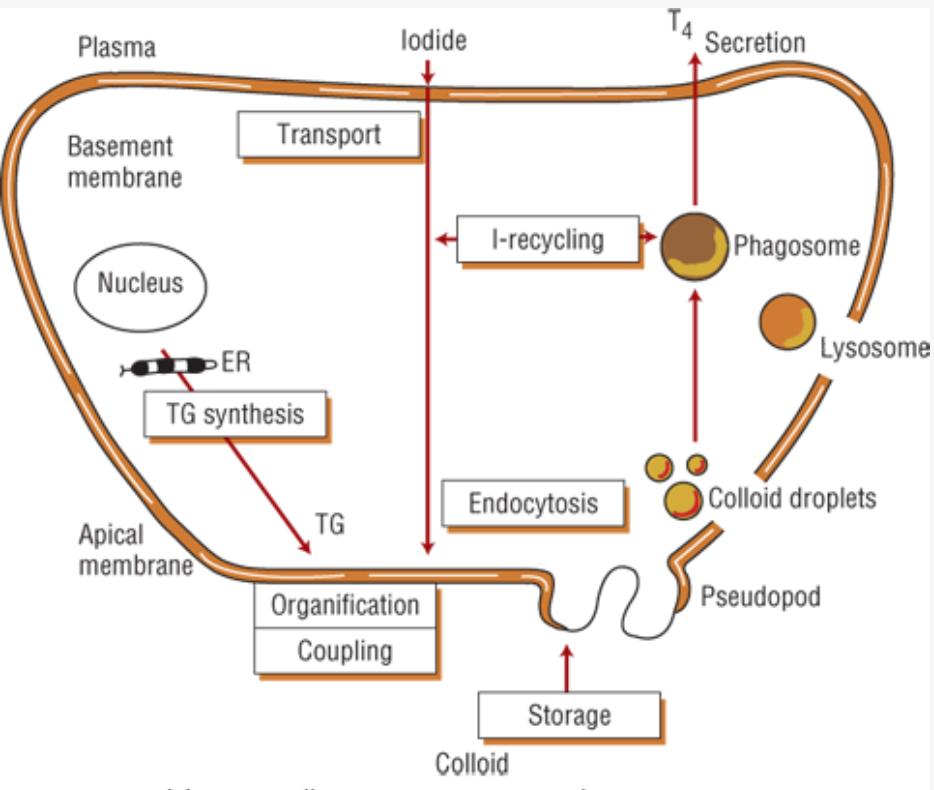 Plasma
Iodide
T4
Secretion
Transport
Basement
membrane
I-recycling
Phagosome
Nucleus
Lysosome
ER
TG synthesis
Endocytosis
Colloid droplets
TG
Apical
membrane
Organification
Coupling
Pseudopod
Storage
Colloid